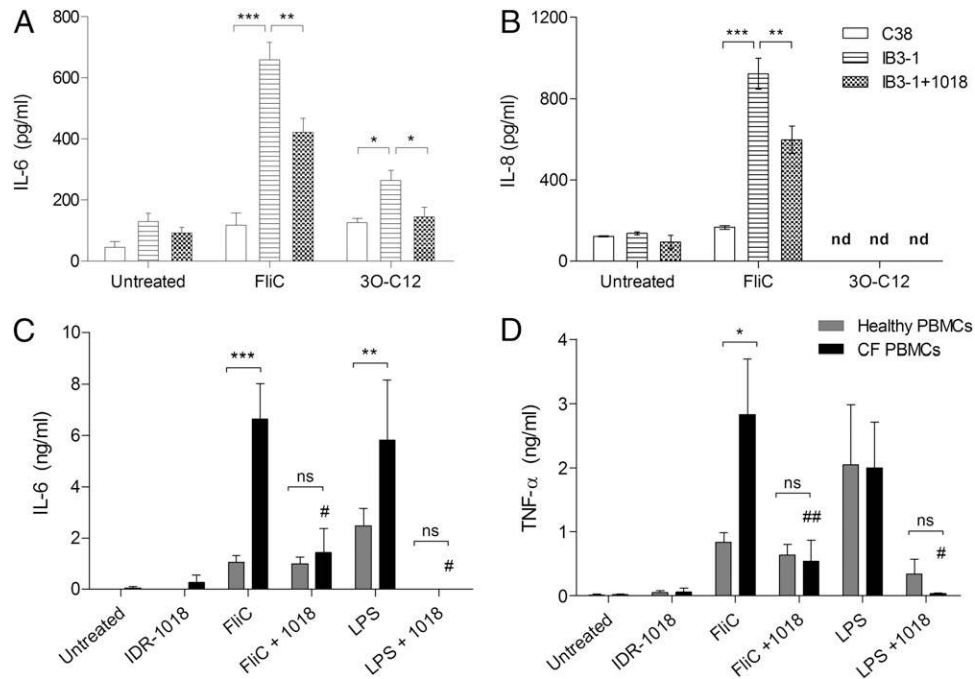 A
IL-6
(pg/ml)
800
600
400
200
0
***
**
*
*
Untreated
FliC
3O-C12
B
IL-8
(pg/ml)
1200
900
600
300
0
***
**
nd
nd
nd
C38
IB3-1
IB3-1+1018
Untreated
FliC
3O-C12
C
IL-6
(ng/ml)
10
8
6
4
2
0
***
ns
#
**
ns
#
Untreated
IDR-1018
FliC
FliC + 1018
LPS
LPS + 1018
D
TNF-α
(ng/ml)
4
3
2
1
0
Healthy PBMCs
CF PBMCs
*
ns
##
ns
#
Untreated
IDR-1018
FliC
FliC +1018
LPS
LPS +1018